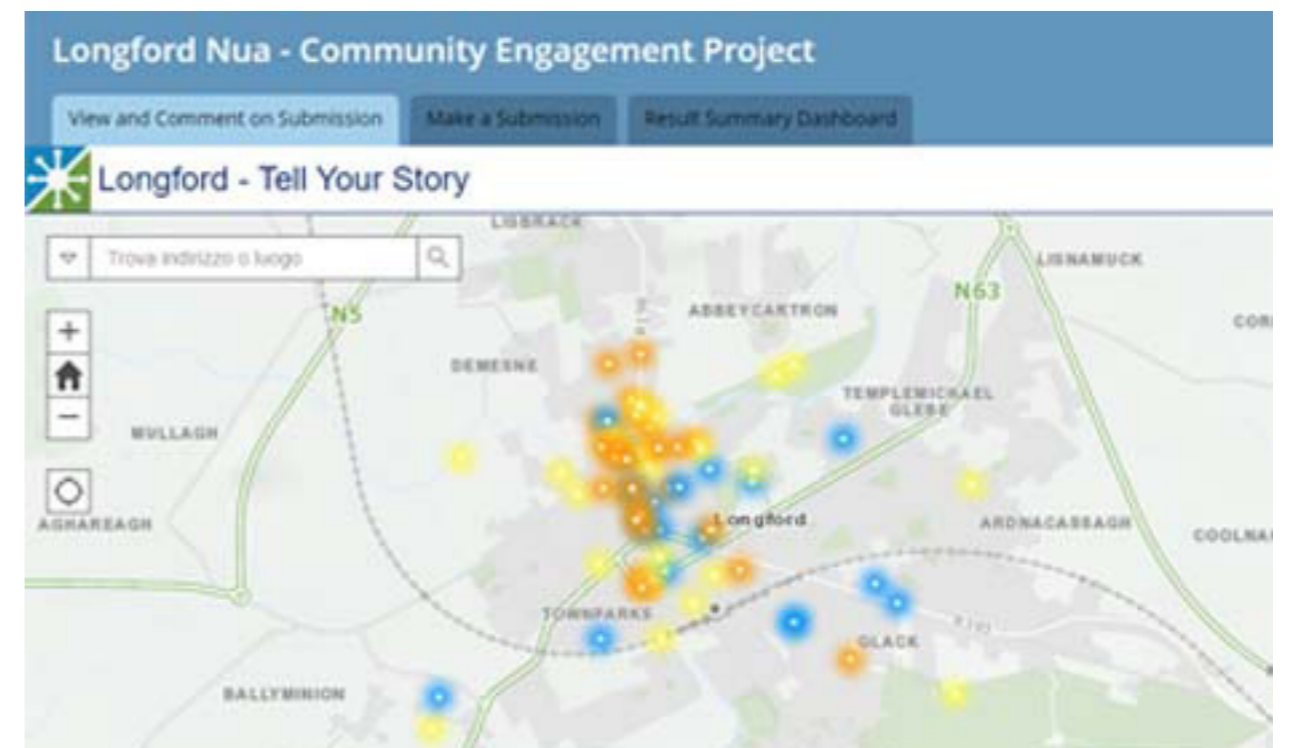 Longford Nua - Community Engagement Project
View and Comment on Submission
Make a Submission
Result Summary Dashboard
Longford - Tell Your Story
LISBRACK
Trova indirizzo o luogo
LISNAMUCK
N63
N5
ABBEYCARTRON
COR
DEMESNE
TEMPLEMICHAEL
GLEBE
MULLAGH
Longford
AGHAREAGH
ARDNACASSAGH
COOLNA
TOWNPARKS
GLACK
BALLYMINION